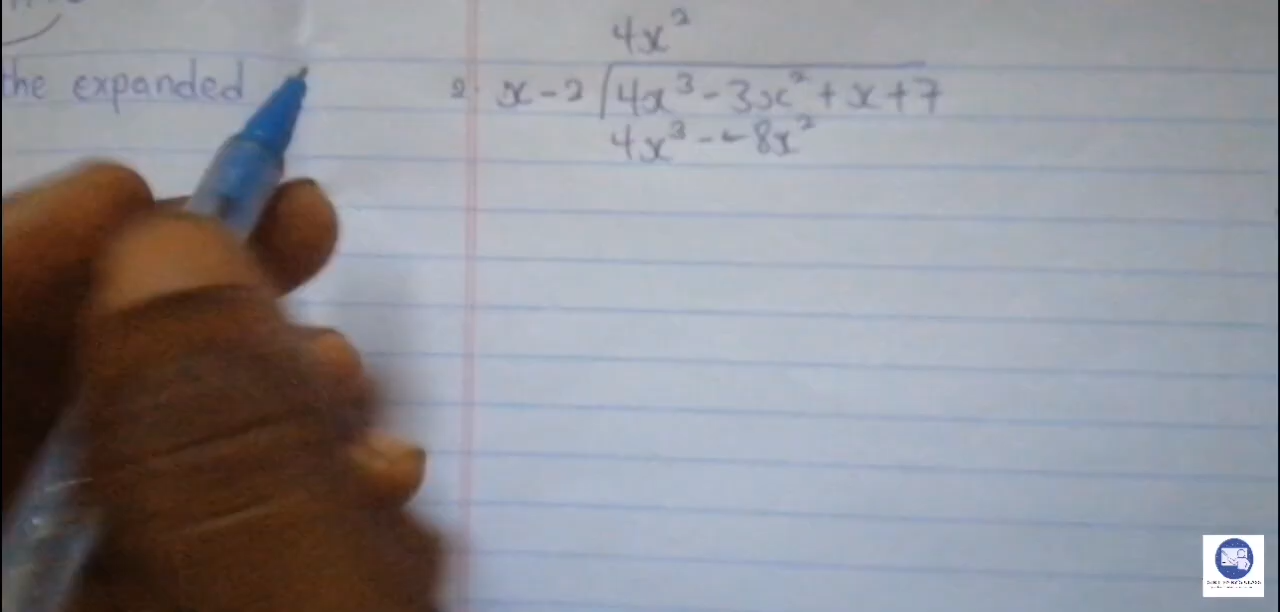 4x²
the expanded
2. x - 2 | 4x³ - 3x² + x + 7
4x³ - - 8x²